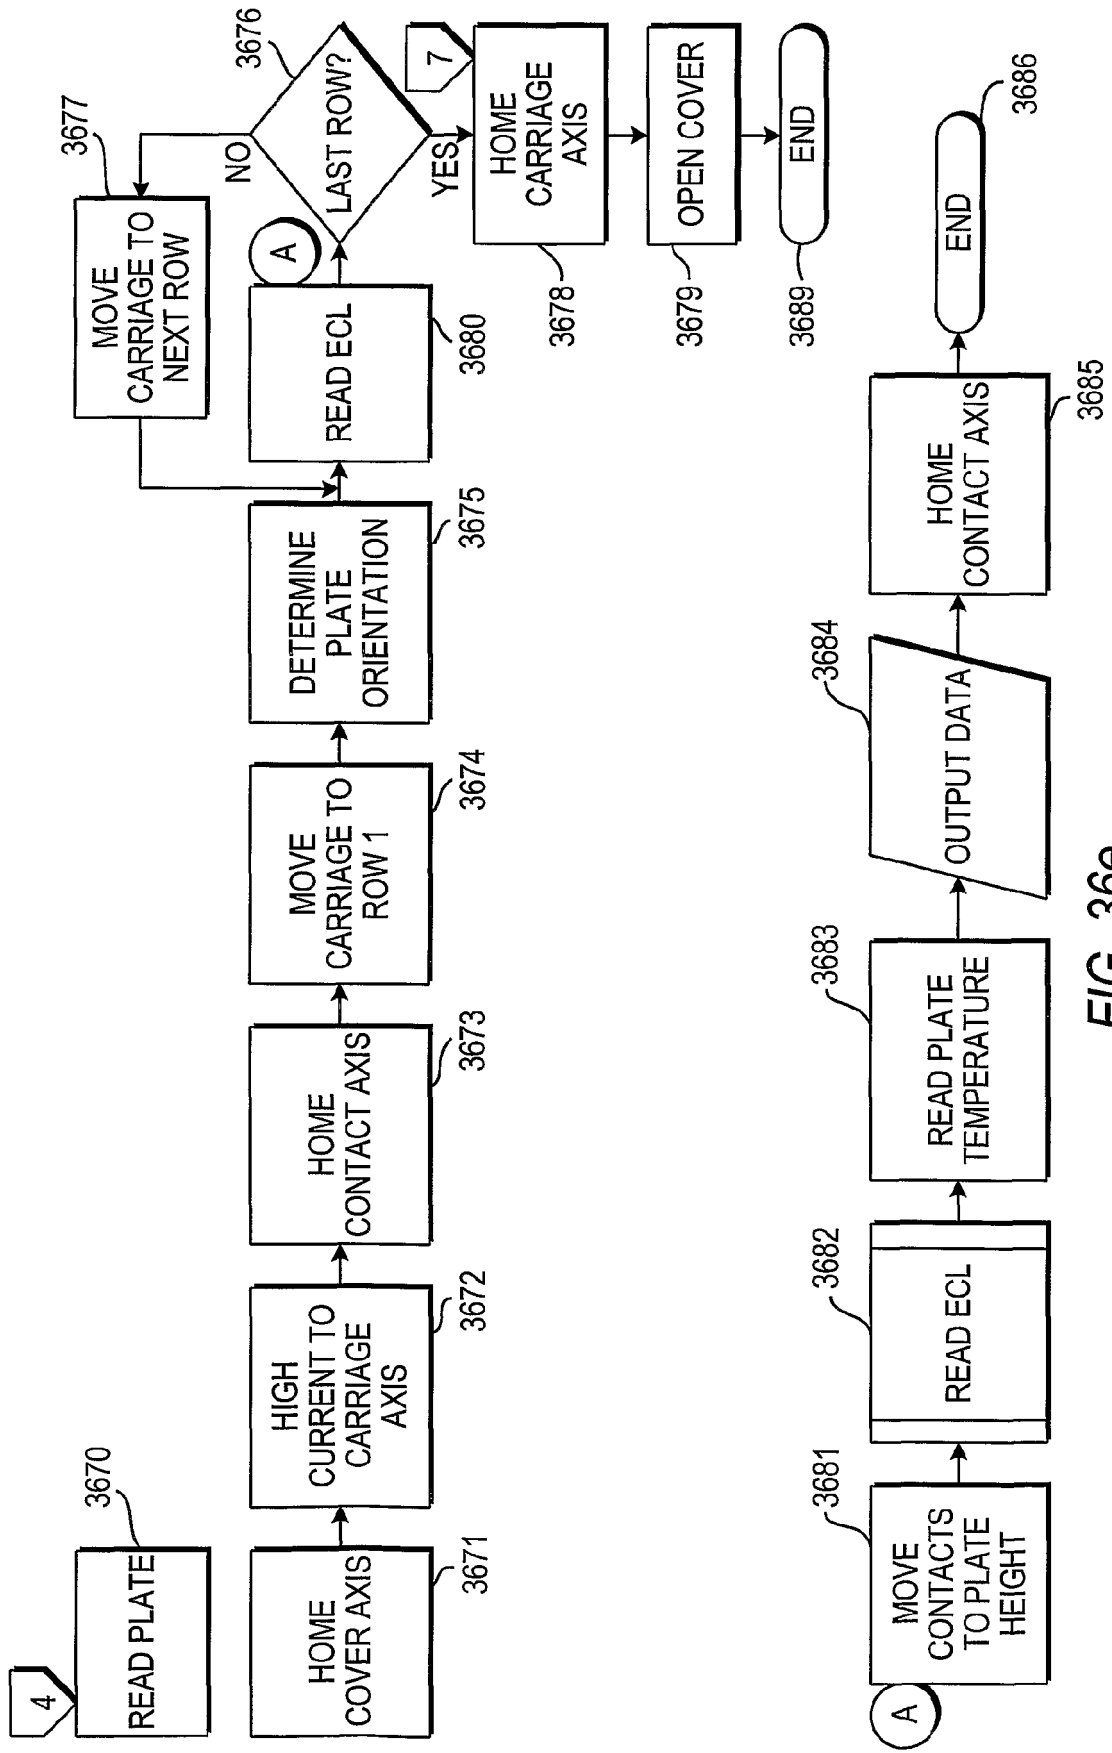 4
READ PLATE
3670
HOME
COVER AXIS
3671
HIGH
CURRENT TO
CARRIAGE
AXIS
3672
HOME
CONTACT AXIS
3673
MOVE
CARRIAGE TO
ROW 1
3674
DETERMINE
PLATE
ORIENTATION
3675
READ ECL
3680
A
LAST ROW?
3676
NO
MOVE
CARRIAGE TO
NEXT ROW
3677
YES
7
HOME
CARRIAGE
AXIS
3678
OPEN COVER
3679
END
3689
A
MOVE
CONTACTS
TO PLATE
HEIGHT
3681
READ ECL
3682
READ PLATE
TEMPERATURE
3683
OUTPUT DATA
3684
HOME
CONTACT AXIS
3685
END
3686
FIG. 36e